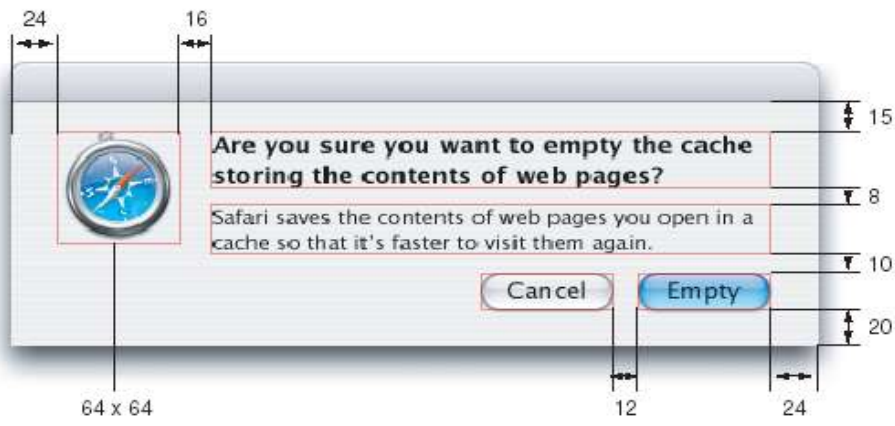 24
16
15
Are you sure you want to empty the cache
storing the contents of web pages?
8
Safari saves the contents of web pages you open in a
cache so that it's faster to visit them again.
10
Cancel
Empty
20
64 x 64
12
24